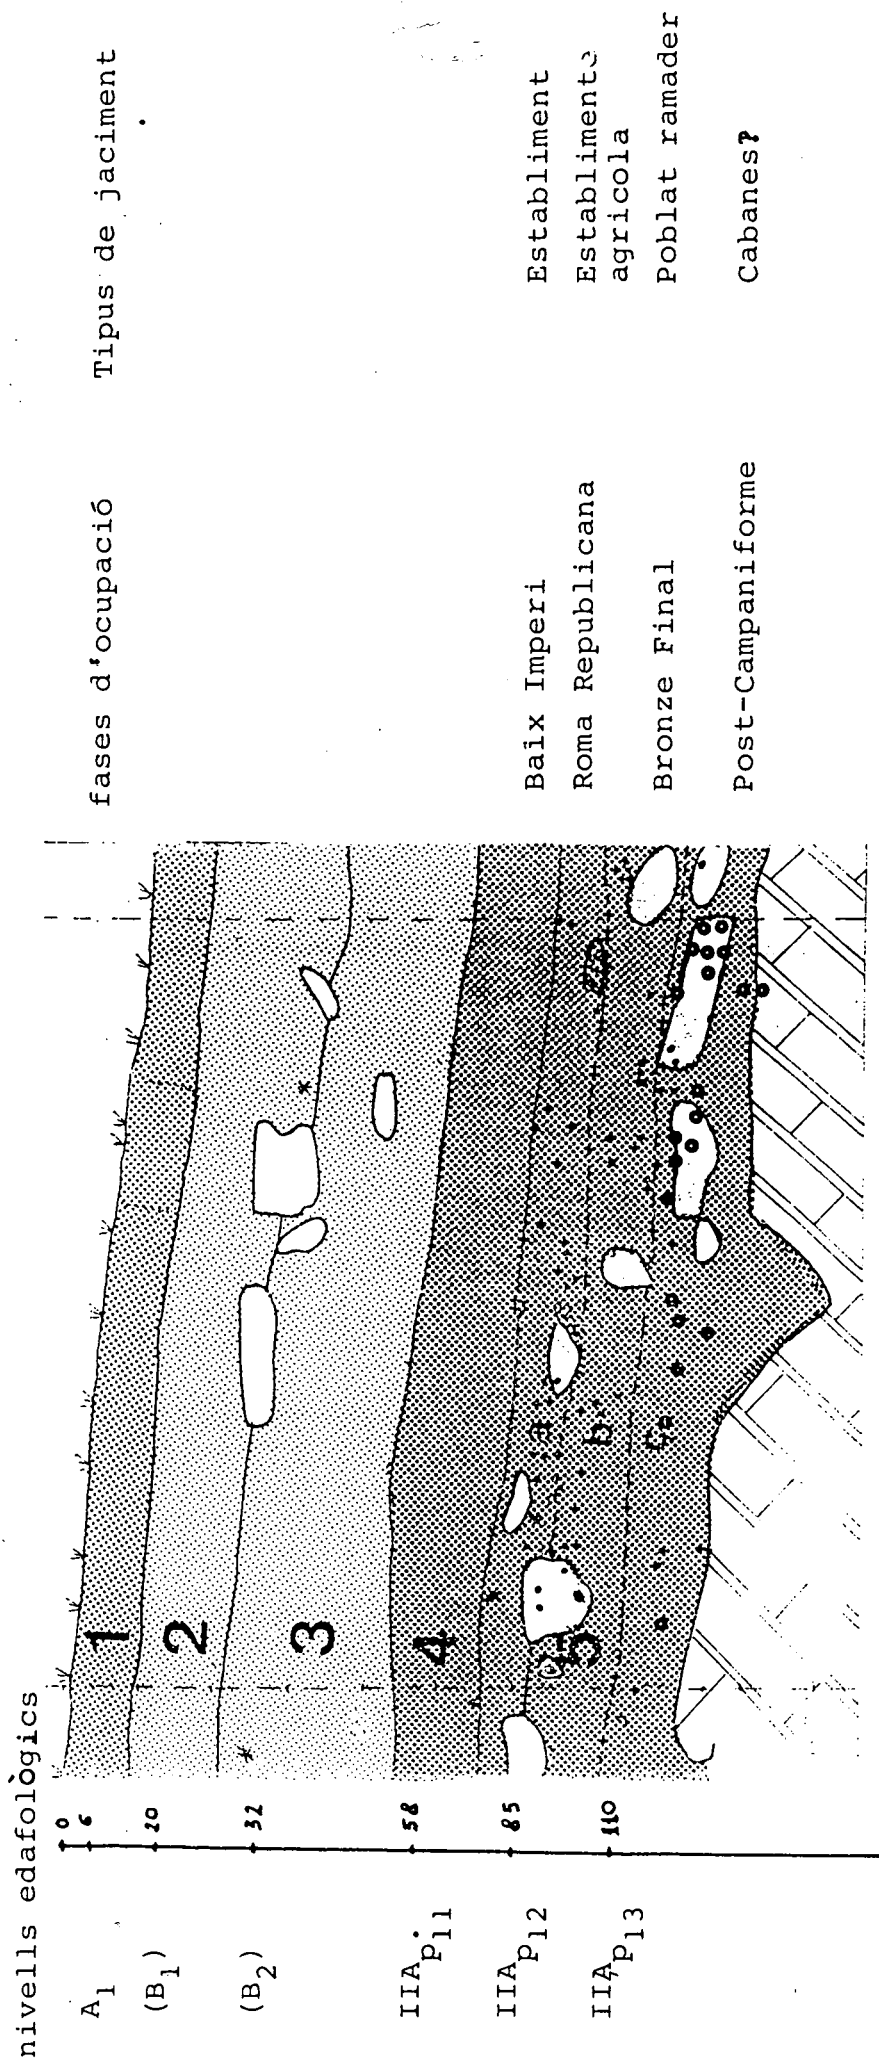 nivells edafològics
fases d'ocupació
Tipus de jaciment
0
6
20
32
58
85
110
A1
(B1)
(B2)
IIAp11
IIAp12
IIAp13
1
2
3
4
5
a
b
c
Baix Imperi
Establiment
Roma Republicana
Establiment
agricola
Bronze Final
Poblat ramader
Post-Campaniforme
Cabanes?